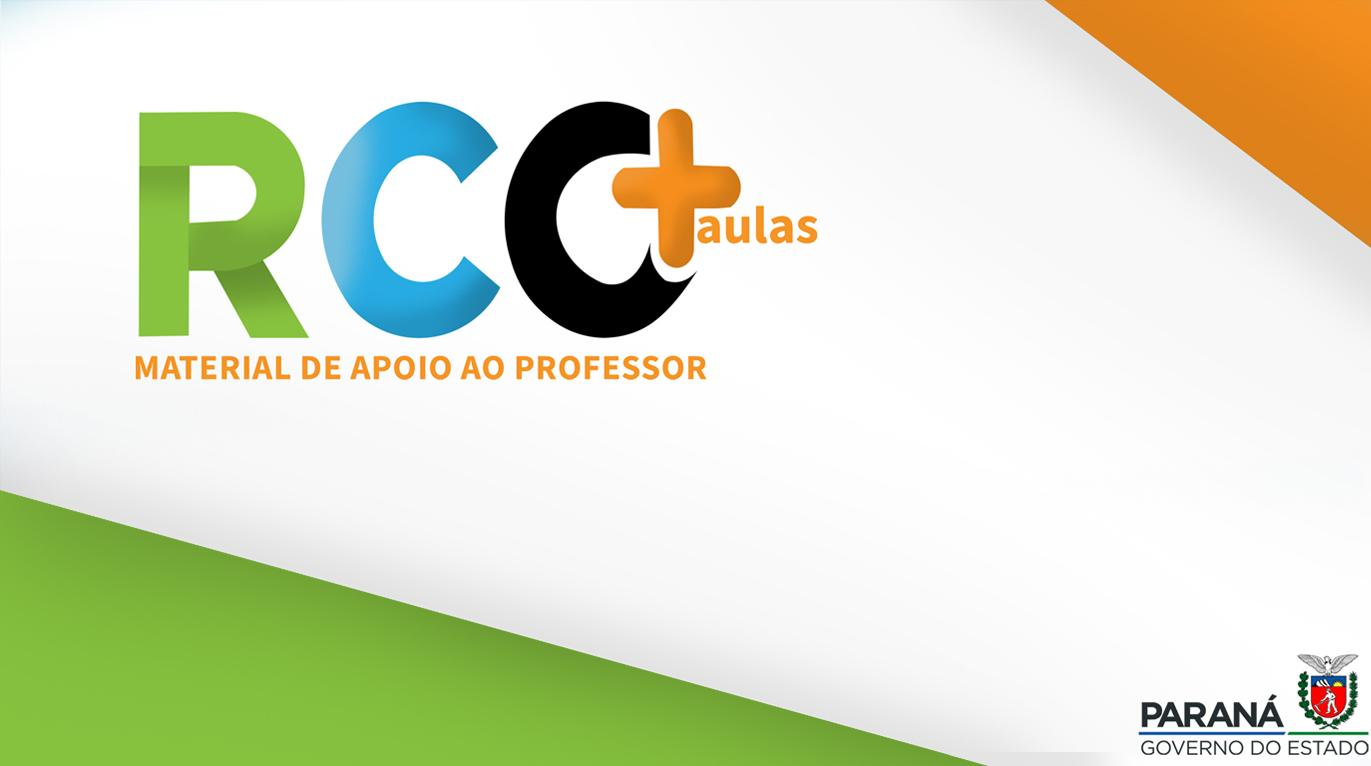 RCO+aulas
MATERIAL DE APOIO AO PROFESSOR
PARANÁ
GOVERNO DO ESTADO